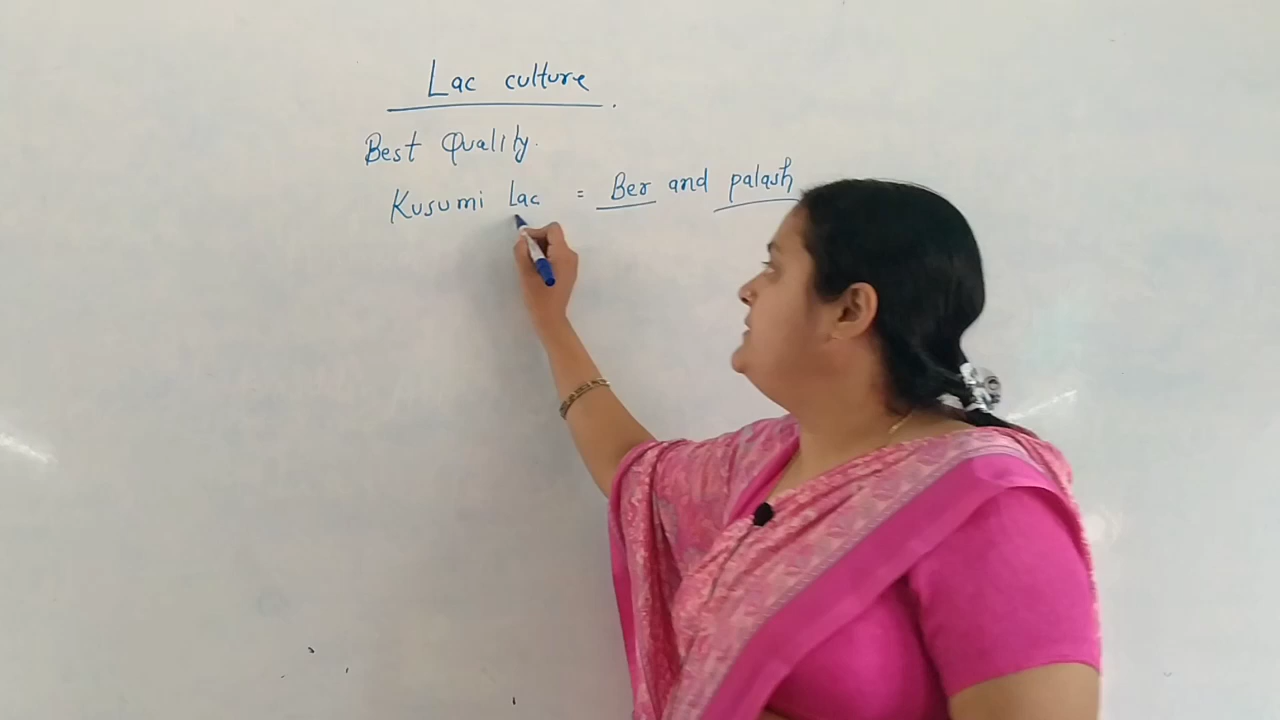 Lac culture.
Best Quality.
Kusumi Lac = Ber and palash